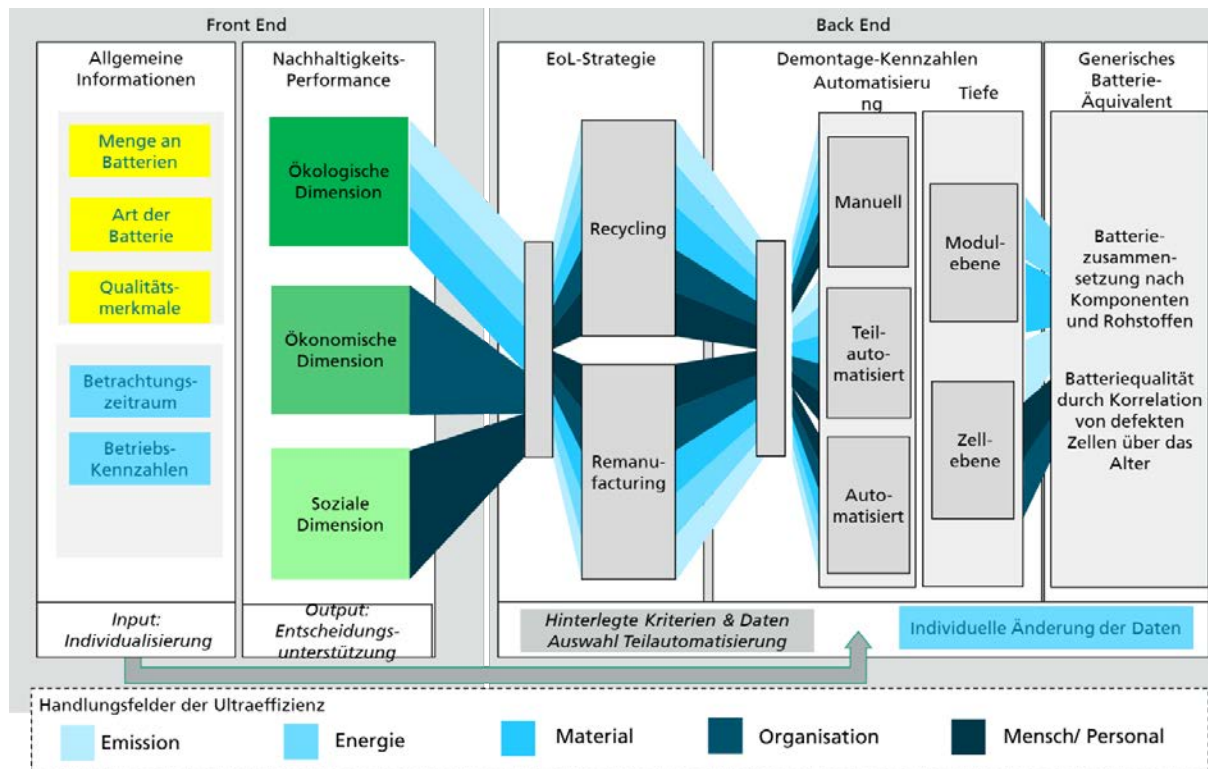 Front End
Allgemeine
Informationen
Menge an
Batterien
Art der
Batterie
Qualitäts-
merkmale
Betrachtungs-
zeitraum
Betriebs-
Kennzahlen
Input:
Individualisierung
Nachhaltigkeits-
Performance
Ökologische
Dimension
Ökonomische
Dimension
Soziale
Dimension
Output:
Entscheidungs-
unterstützung
Back End
EoL-Strategie
Recycling
Remanu-
facturing
Demontage-Kennzahlen
Automatisieru
ng
Manuell
Teil-
automa-
tisiert
Auto-
matisiert
Tiefe
Modul-
ebene
Zell-
ebene
Generisches
Batterie-
Äquivalent
Batterie-
zusammen-
setzung nach
Komponenten
und Rohstoffen
Batteriequalität
durch Korrelation
von defekten
Zellen über das
Alter
Hinterlegte Kriterien & Daten
Auswahl Teilautomatisierung
Individuelle Änderung der Daten
Handlungsfelder der Ultraeffizienz
Emission
Energie
Material
Organisation
Mensch/ Personal